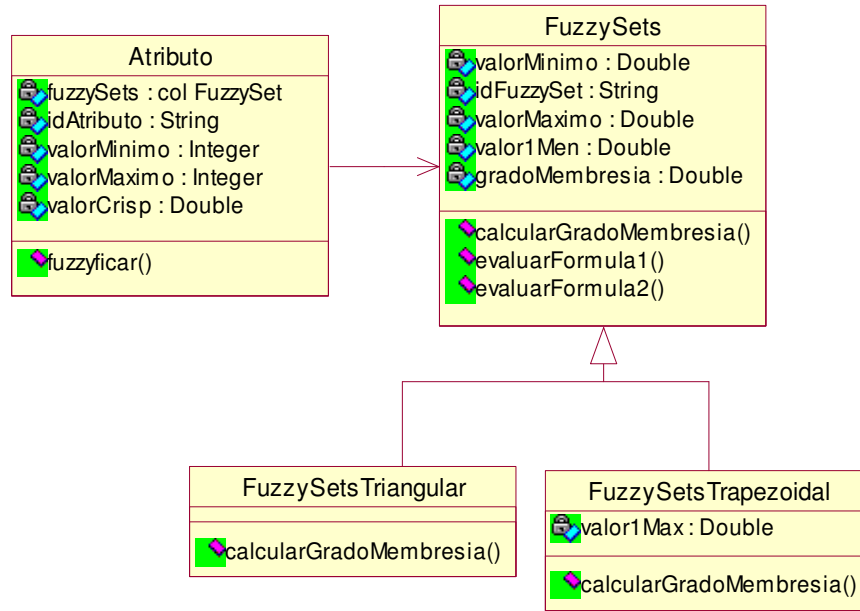 Atributo
fuzzySets : col FuzzySet
idAtributo : String
valorMinimo : Integer
valorMaximo : Integer
valorCrisp : Double
fuzzyficar()
FuzzySets
valorMinimo : Double
idFuzzySet : String
valorMaximo : Double
valor1Men : Double
gradoMembresia : Double
calcularGradoMembresia()
evaluarFormula1()
evaluarFormula2()
FuzzySetsTriangular
calcularGradoMembresia()
FuzzySetsTrapezoidal
valor1Max : Double
calcularGradoMembresia()